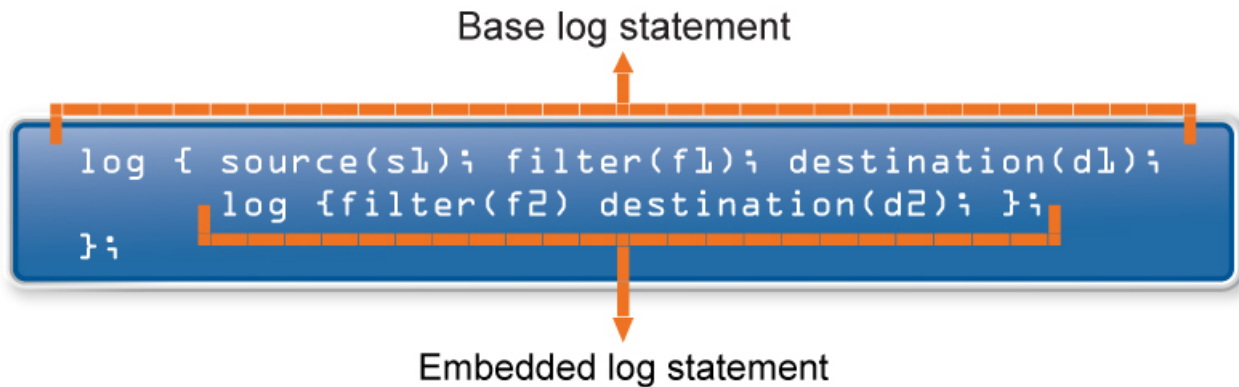 Base log statement
log { source(s1); filter(f1); destination(d1);
log {filter(f2) destination(d2); };
};
Embedded log statement